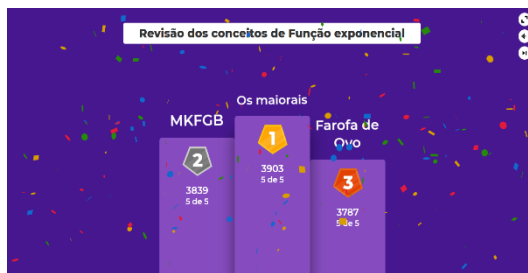 Revisão dos conceitos de Função exponencial
Os maiorais
MKFGB
Farofa de
Ovo
1
2
3
3903
5 de 5
3839
5 de 5
3787
5 de 5